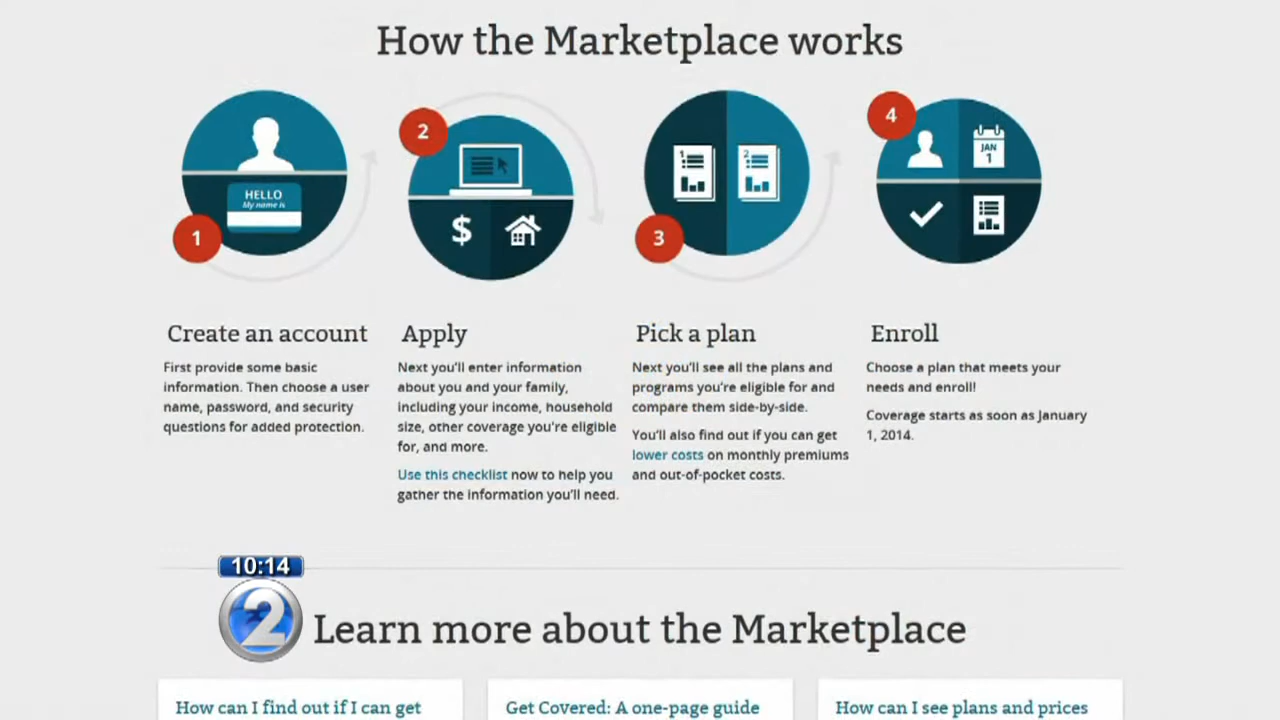 How the Marketplace works
1
HELLO
My name is
2
$
3
1
2
4
JAN
1
Create an account
First provide some basic
information. Then choose a user
name, password, and security
questions for added protection.
Apply
Next you'll enter information
about you and your family,
including your income, household
size, other coverage you're eligible
for, and more.
Use this checklist now to help you
gather the information you'll need.
Pick a plan
Next you'll see all the plans and
programs you're eligible for and
compare them side-by-side.
You'll also find out if you can get
lower costs on monthly premiums
and out-of-pocket costs.
Enroll
Choose a plan that meets your
needs and enroll!
Coverage starts as soon as January
1, 2014.
10:14
2
Learn more about the Marketplace
How can I find out if I can get
Get Covered: A one-page guide
How can I see plans and prices